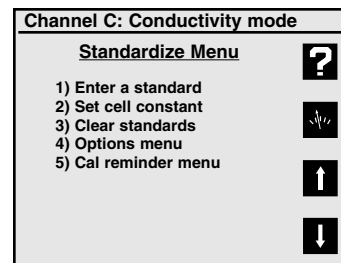 Channel C: Conductivity mode
Standardize Menu
?
1) Enter a standard
2) Set cell constant
3) Clear standards
4) Options menu
5) Cal reminder menu